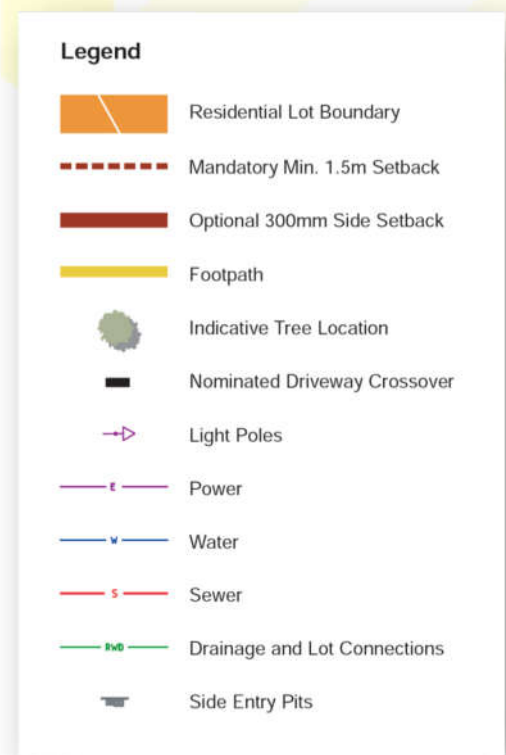 Legend
Residential Lot Boundary
Mandatory Min. 1.5m Setback
Optional 300mm Side Setback
Footpath
Indicative Tree Location
Nominated Driveway Crossover
Light Poles
E Power
W Water
S Sewer
RWD Drainage and Lot Connections
Side Entry Pits